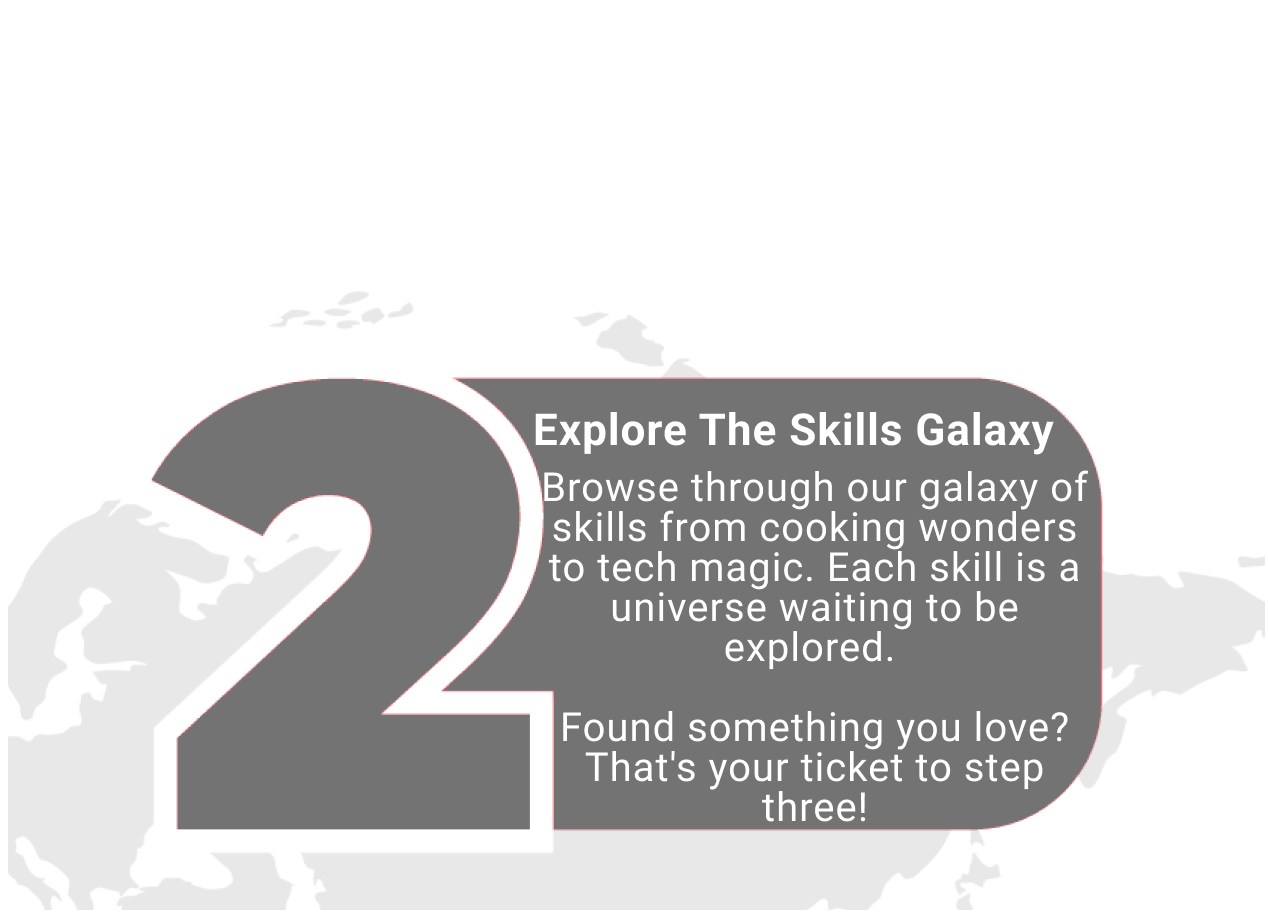 2
Explore The Skills Galaxy
Browse through our galaxy of
skills from cooking wonders
to tech magic. Each skill is a
universe waiting to be
explored.
Found something you love?
That's your ticket to step
three!